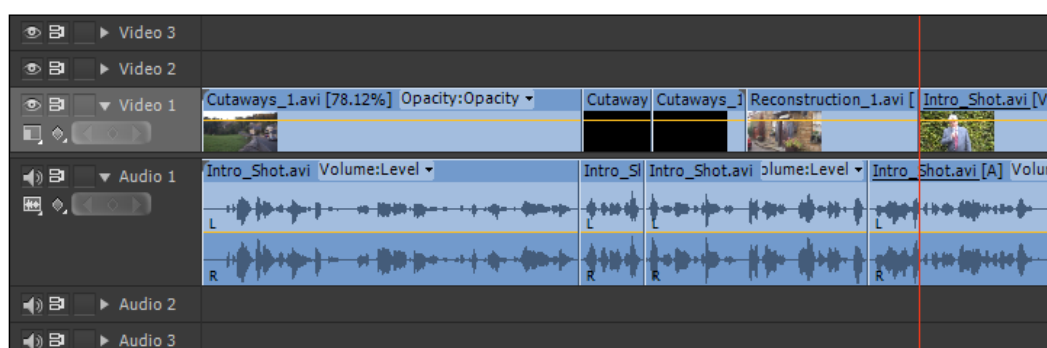 Video 3
Video 2
Video 1
Cutaways_1.avi [78.12%] Opacity:Opacity
Cutaway
Cutaways_1
Reconstruction_1.avi [
Intro_Shot.avi [V
Audio 1
Intro_Shot.avi Volume:Level
Intro_Sl
Intro_Shot.avi olume:Level
Intro_Shot.avi [A] Volu
L
L
L
L
R
R
R
R
Audio 2
Audio 3